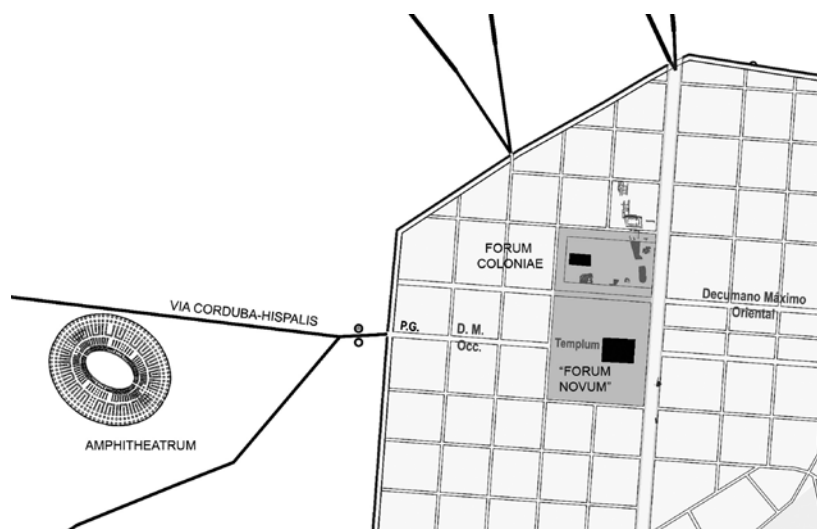 FORUM
COLONIAE
Decumano Máximo
Oriental
VIA CORDUBA-HISPALIS
P.G.
D. M.
Occ.
Templum
"FORUM
NOVUM"
AMPHITHEATRUM